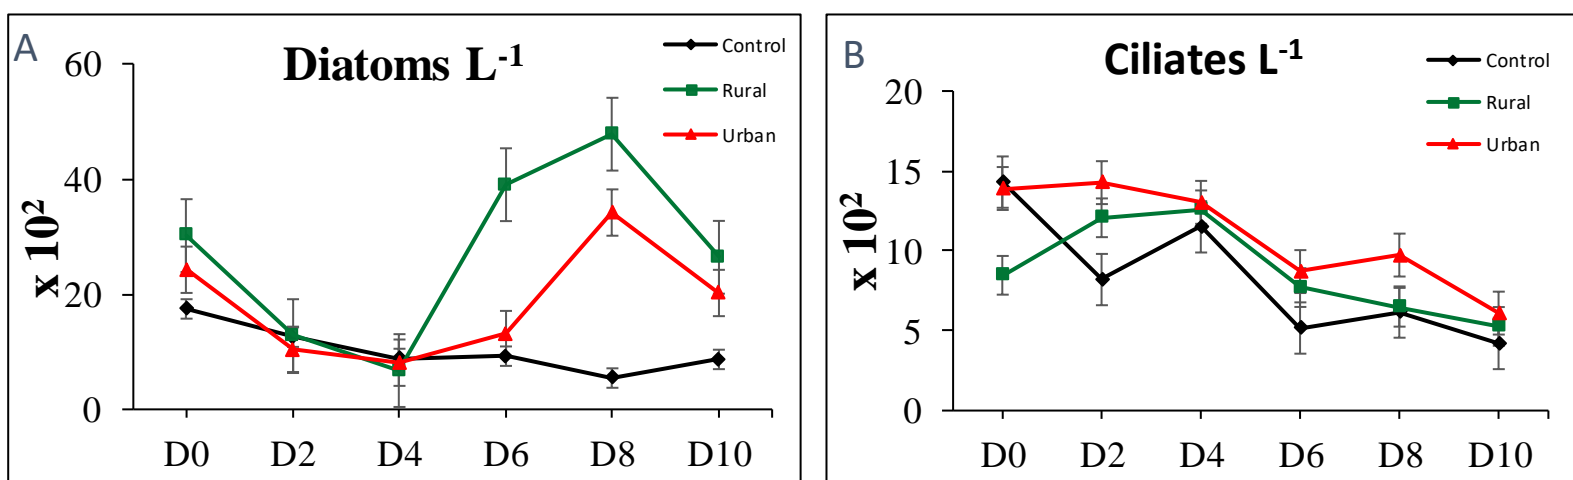 A
Diatoms L-1
Control
Rural
Urban
x 102
60
40
20
0
D0 D2 D4 D6 D8 D10
B
Ciliates L-1
Control
Rural
Urban
x 102
20
15
10
5
0
D0 D2 D4 D6 D8 D10